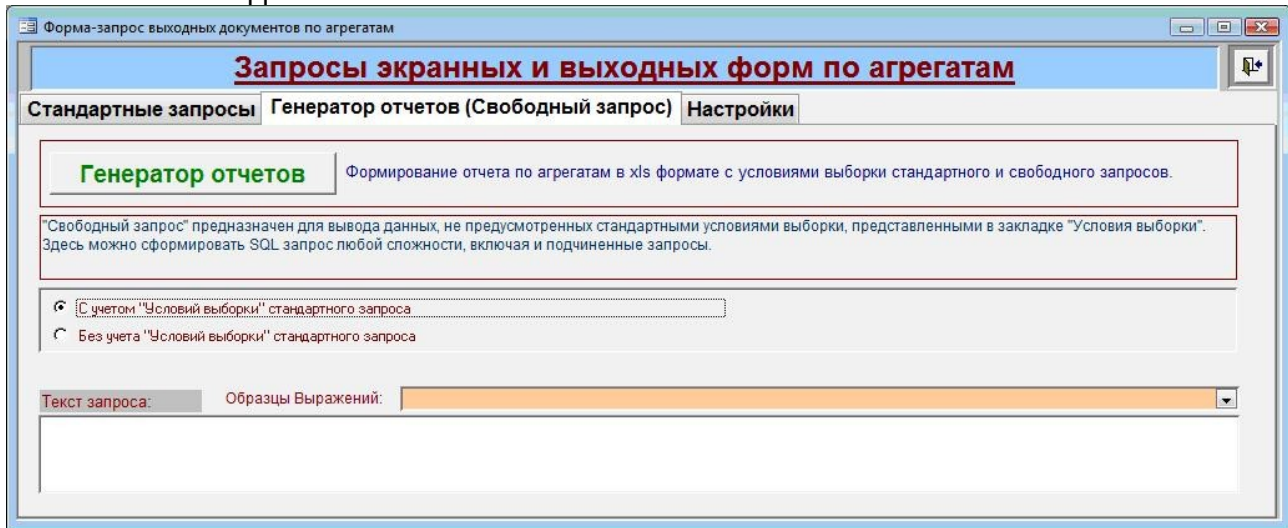 Форма-запрос выходных документов по агрегатам
Запросы экранных и выходных форм по агрегатам
Стандартные запросы Генератор отчетов (Свободный запрос) Настройки
Генератор отчетов Формирование отчета по агрегатам в xls формате с условиями выборки стандартного и свободного запросов.
"Свободный запрос" предназначен для вывода данных, не предусмотренных стандартными условиями выборки, представленными в закладке "Условия выборки".
Здесь можно сформировать SQL запрос любой сложности, включая и подчиненные запросы.
С учетом "Условий выборки" стандартного запроса
Без учета "Условий выборки" стандартного запроса
Текст запроса: Образцы Выражений: